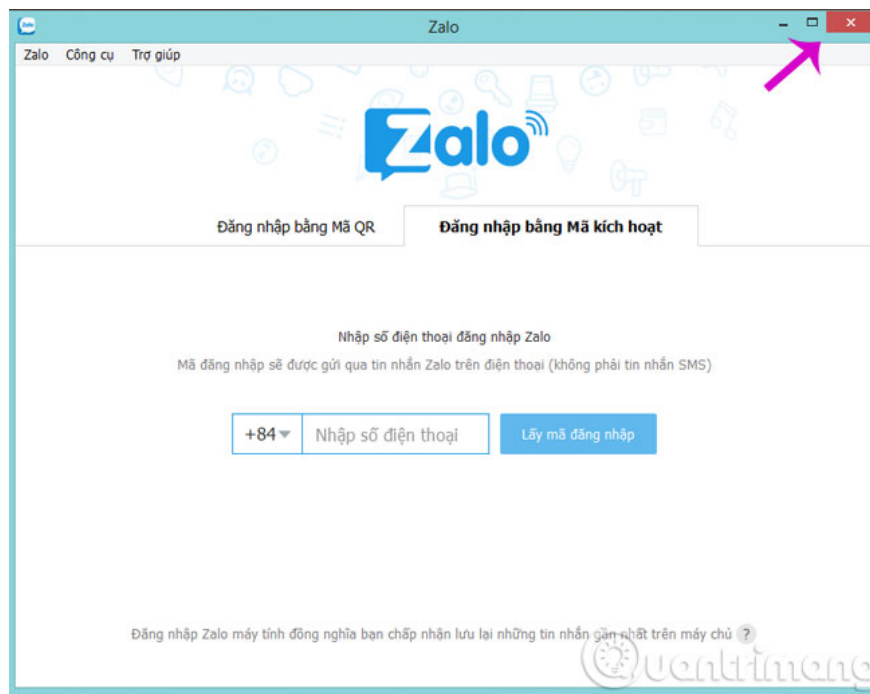 Zalo
Zalo Công cụ Trợ giúp
Zalo
Đăng nhập bằng Mã QR Đăng nhập bằng Mã kích hoạt
Nhập số điện thoại đăng nhập Zalo
Mã đăng nhập sẽ được gửi qua tin nhắn Zalo trên điện thoại (không phải tin nhắn SMS)
+84 Nhập số điện thoại Lấy mã đăng nhập
Đăng nhập Zalo máy tính đồng nghĩa bạn chấp nhận lưu lại những tin nhắn gần nhất trên máy chủ ?
Quantrimang